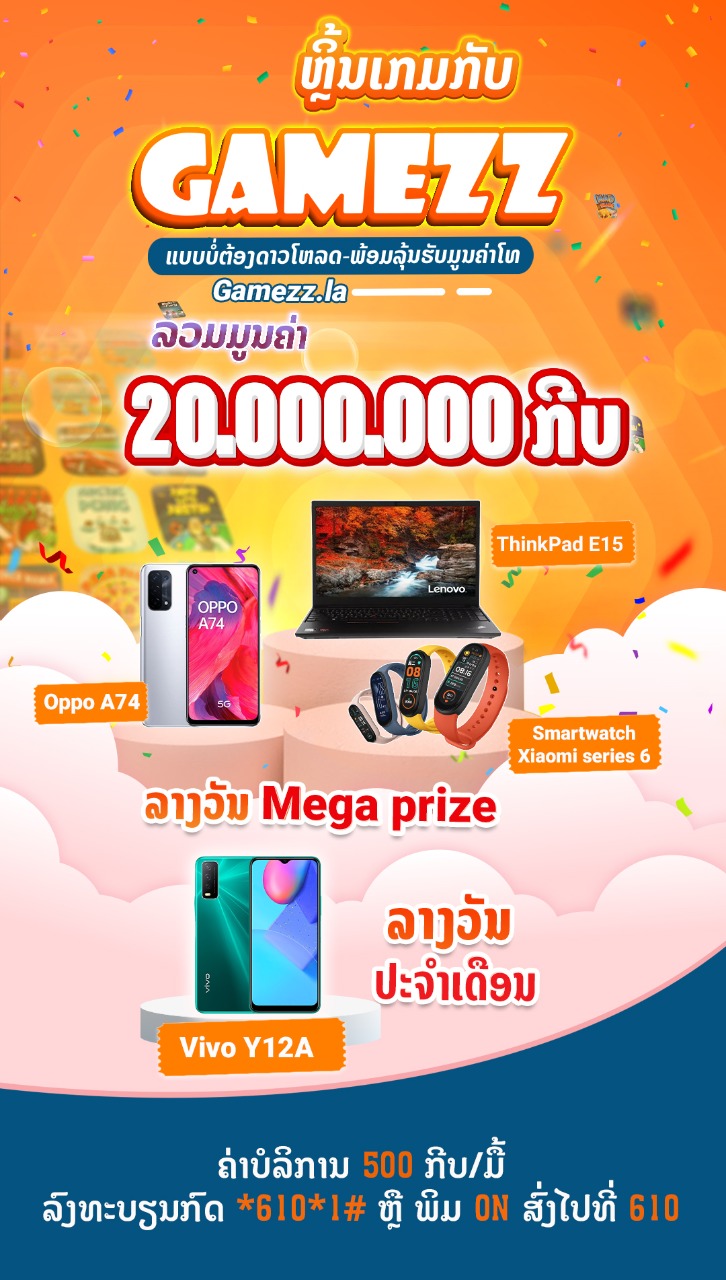 ຫຼິ້ນເກມກັບ
GAMEZZ
ແບບບໍ່ຕ້ອງດາວໂຫລດ-ພ້ອມລຸ້ນຮັບມູນຄ່າໂທ
Gamezz.la
ລວມມູນຄ່າ
20.000.000 ກີບ
ThinkPad E15
Lenovo
OPPO
A74
5G
Oppo A74
Smartwatch
Xiaomi series 6
ລາງວັນ Mega prize
vivo
ລາງວັນ
ປະຈຳເດືອນ
Vivo Y12A
ຄ່າບໍລິການ 500 ກີບ/ມື້
ລົງທະບຽນກົດ *610*1# ຫຼື ພິມ ON ສົ່ງໄປທີ່ 610